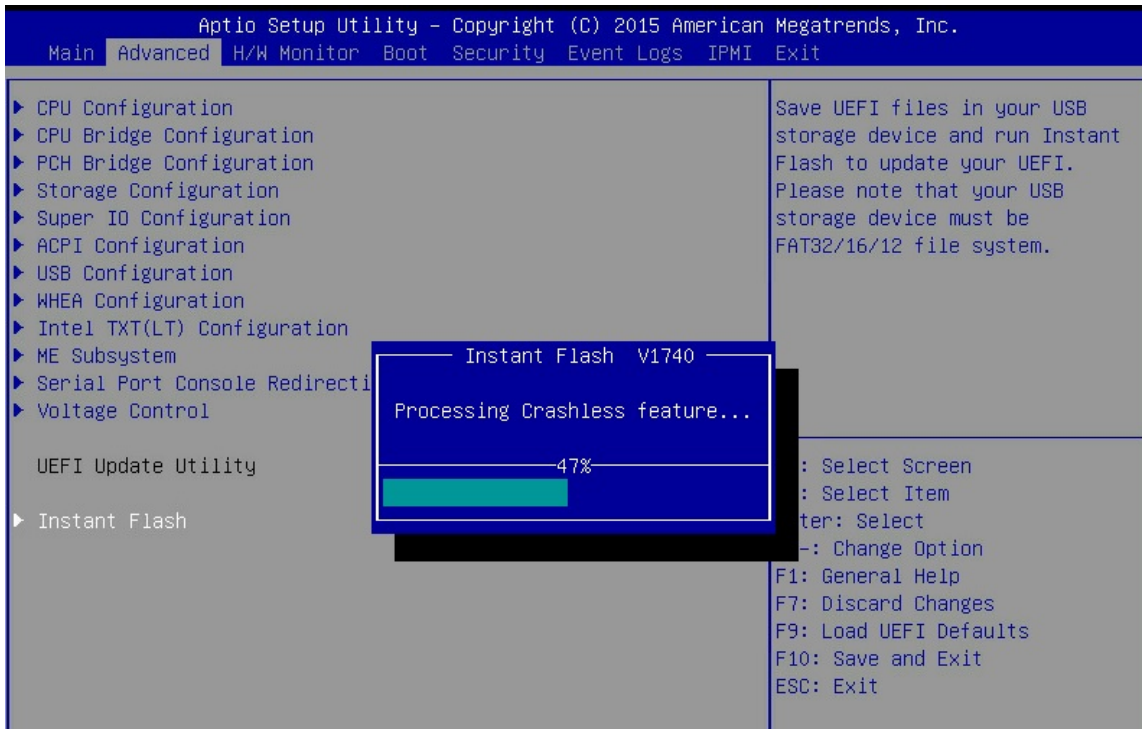 Aptio Setup Utility – Copyright (C) 2015 American Megatrends, Inc.
Main Advanced H/W Monitor Boot Security Event Logs IPMI Exit
CPU Configuration
CPU Bridge Configuration
PCH Bridge Configuration
Storage Configuration
Super IO Configuration
ACPI Configuration
USB Configuration
WHEA Configuration
Intel TXT(LT) Configuration
ME Subsystem
Serial Port Console Redirecti
Voltage Control
UEFI Update Utility
Instant Flash
Instant Flash V1740
Processing Crashless feature...
47%
Save UEFI files in your USB
storage device and run Instant
Flash to update your UEFI.
Please note that your USB
storage device must be
FAT32/16/12 file system.
: Select Screen
: Select Item
ter: Select
-: Change Option
F1: General Help
F7: Discard Changes
F9: Load UEFI Defaults
F10: Save and Exit
ESC: Exit